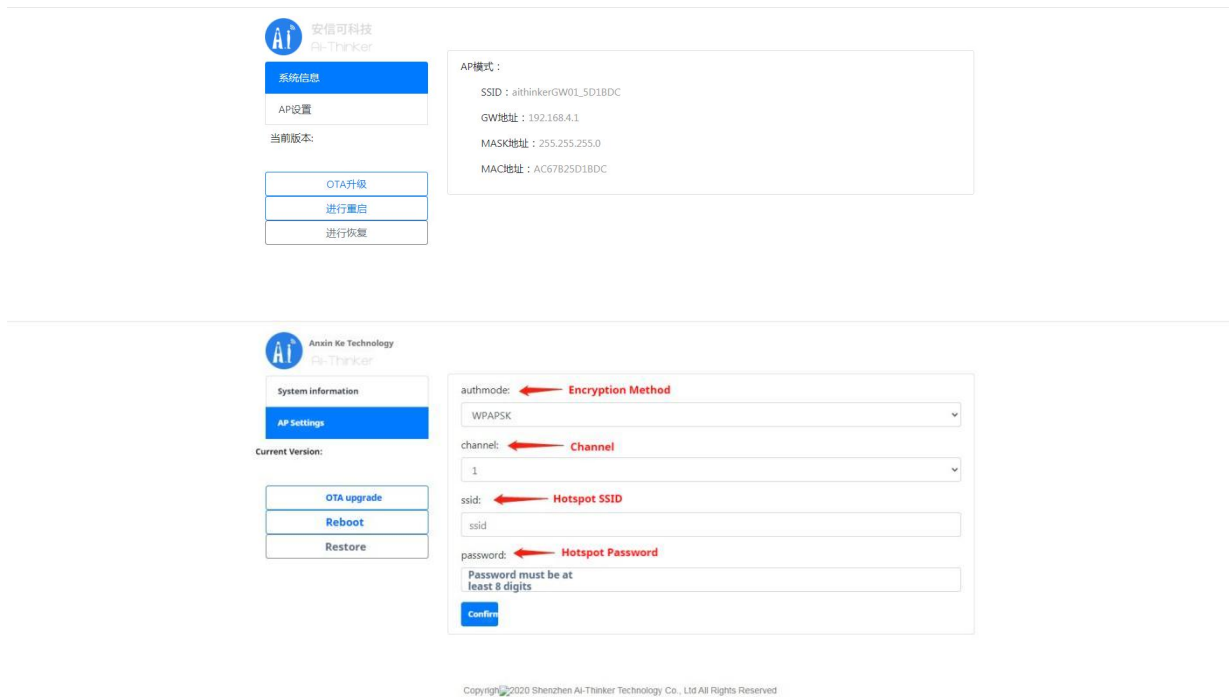 安信可科技
Ai-Thinker
系统信息
AP设置
当前版本:
OTA升级
进行重启
进行恢复
AP模式：
SSID：aithinkerGW01_5D1BDC
GW地址：192.168.4.1
MASK地址：255.255.255.0
MAC地址：AC67B25D1BDC
Anxin Ke Technology
Ai-Thinker
System information
AP Settings
Current Version:
OTA upgrade
Reboot
Restore
authmode: Encryption Method
WPAPSK
channel: Channel
1
ssid: Hotspot SSID
ssid
password: Hotspot Password
Password must be at
least 8 digits
Confirm
Copyright 2020 Shenzhen Ai-Thinker Technology Co., Ltd All Rights Reserved